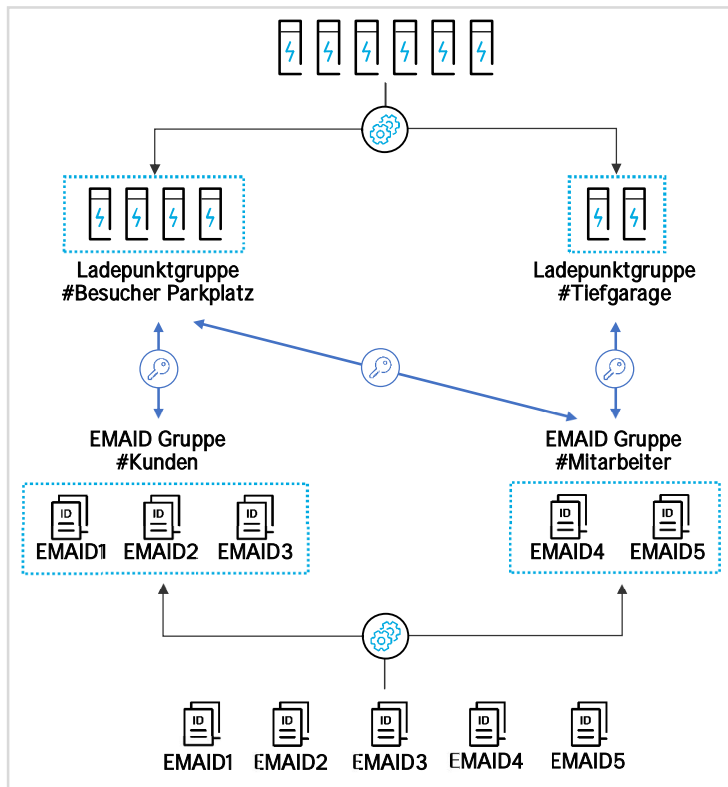 Ladepunktgruppe
#Besucher Parkplatz
Ladepunktgruppe
#Tiefgarage
EMAID Gruppe
#Kunden
EMAID Gruppe
#Mitarbeiter
ID
ID
ID
ID
ID
EMAID1
EMAID2
EMAID3
EMAID4
EMAID5
ID
ID
ID
ID
ID
EMAID1
EMAID2
EMAID3
EMAID4
EMAID5